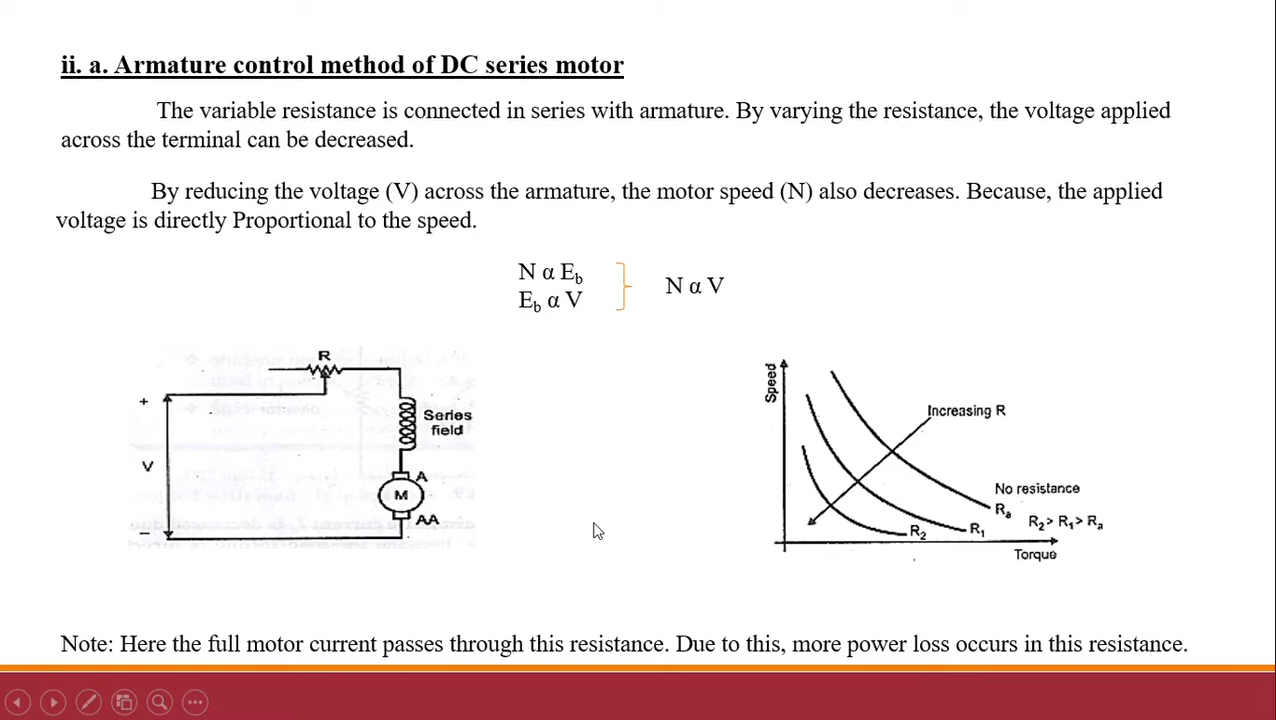 ii. a. Armature control method of DC series motor
The variable resistance is connected in series with armature. By varying the resistance, the voltage applied
across the terminal can be decreased.
By reducing the voltage (V) across the armature, the motor speed (N) also decreases. Because, the applied
voltage is directly Proportional to the speed.
N α E_b
E_b α V
N α V
R
+
V
−
Series
field
A
M
AA
Speed
Increasing R
No resistance
R_a
R₂> R₁> R_a
R₁
R₂
Torque
Note: Here the full motor current passes through this resistance. Due to this, more power loss occurs in this resistance.